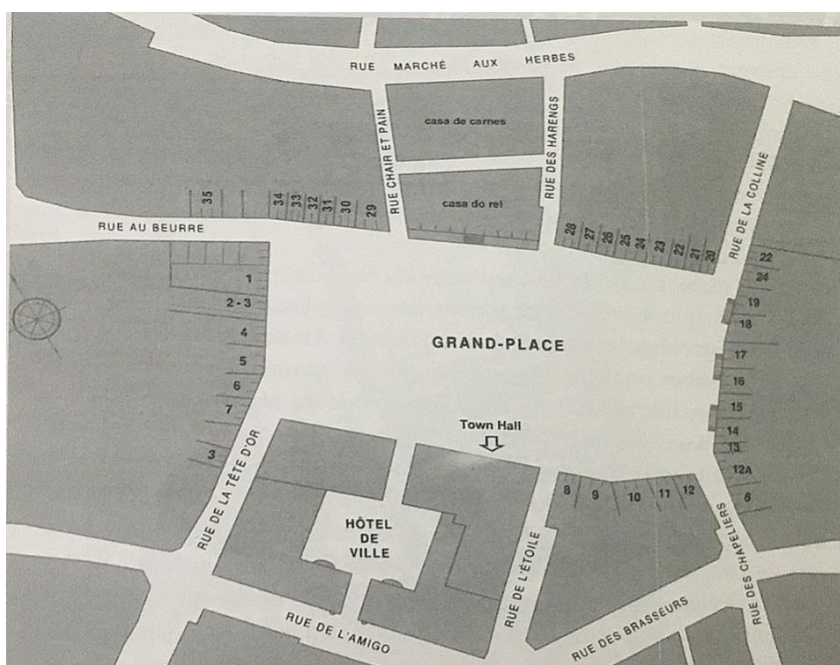 RUE MARCHÉ AUX HERBES
casa de carnes
RUE CHAIR ET PAIN
RUE DES HARENGS
casa do rei
RUE DE LA COLLINE
35
34
33
32
31
30
29
28
27
26
25
24
23
22
21
20
RUE AU BEURRE
22
24
1
2 - 3
19
18
4
GRAND-PLACE
17
5
6
16
7
15
Town Hall
14
13
3
12A
8
9
10
11
12
6
RUE DE LA TÊTE D'OR
HÔTEL
DE
VILLE
RUE DE L'ÉTOILE
RUE DES CHAPELIERS
RUE DES BRASSEURS
RUE DE L'AMIGO